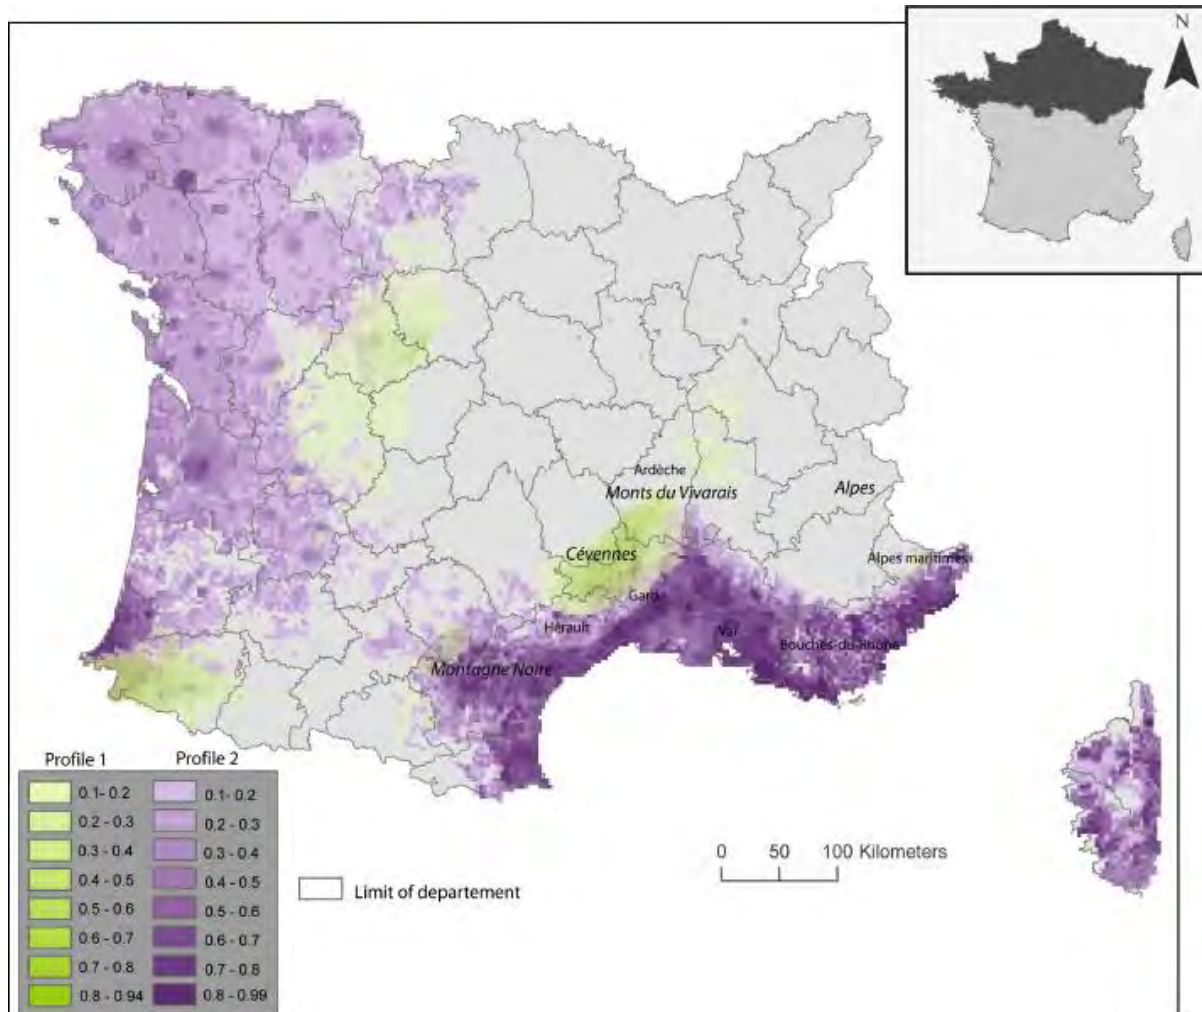 N
Ardèche
Monts du Vivarais
Alpes
Cévennes
Alpes maritimes
Gard
Hérault
Var
Bouches-du-Rhône
Montagne Noire
Profile 1 Profile 2
0.1- 0.2 0.1- 0.2
0.2 - 0.3 0.2 - 0.3
0.3 - 0.4 0.3 - 0.4
0.4 - 0.5 0.4 - 0.5
0.5 - 0.6 0.5 - 0.6
0.6 - 0.7 0.6 - 0.7
0.7 - 0.8 0.7 - 0.8
0.8 - 0.94 0.8 - 0.99
Limit of departement
0 50 100 Kilometers